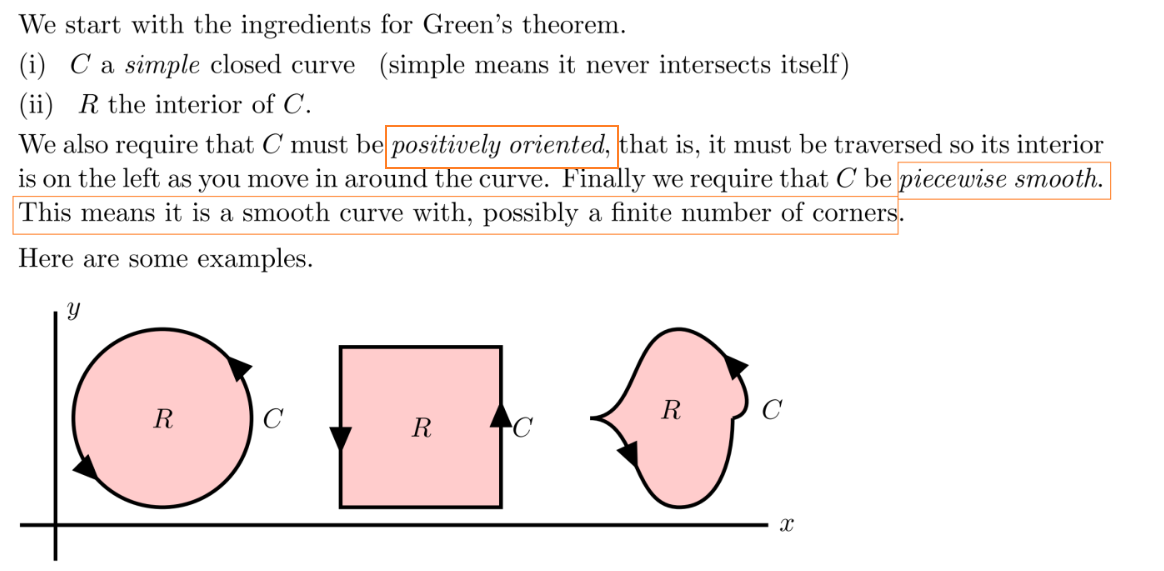 We start with the ingredients for Green's theorem.
(i) C a simple closed curve (simple means it never intersects itself)
(ii) R the interior of C.
We also require that C must be positively oriented, that is, it must be traversed so its interior
is on the left as you move in around the curve. Finally we require that C be piecewise smooth.
This means it is a smooth curve with, possibly a finite number of corners.
Here are some examples.
y
R C
R C
R C
x